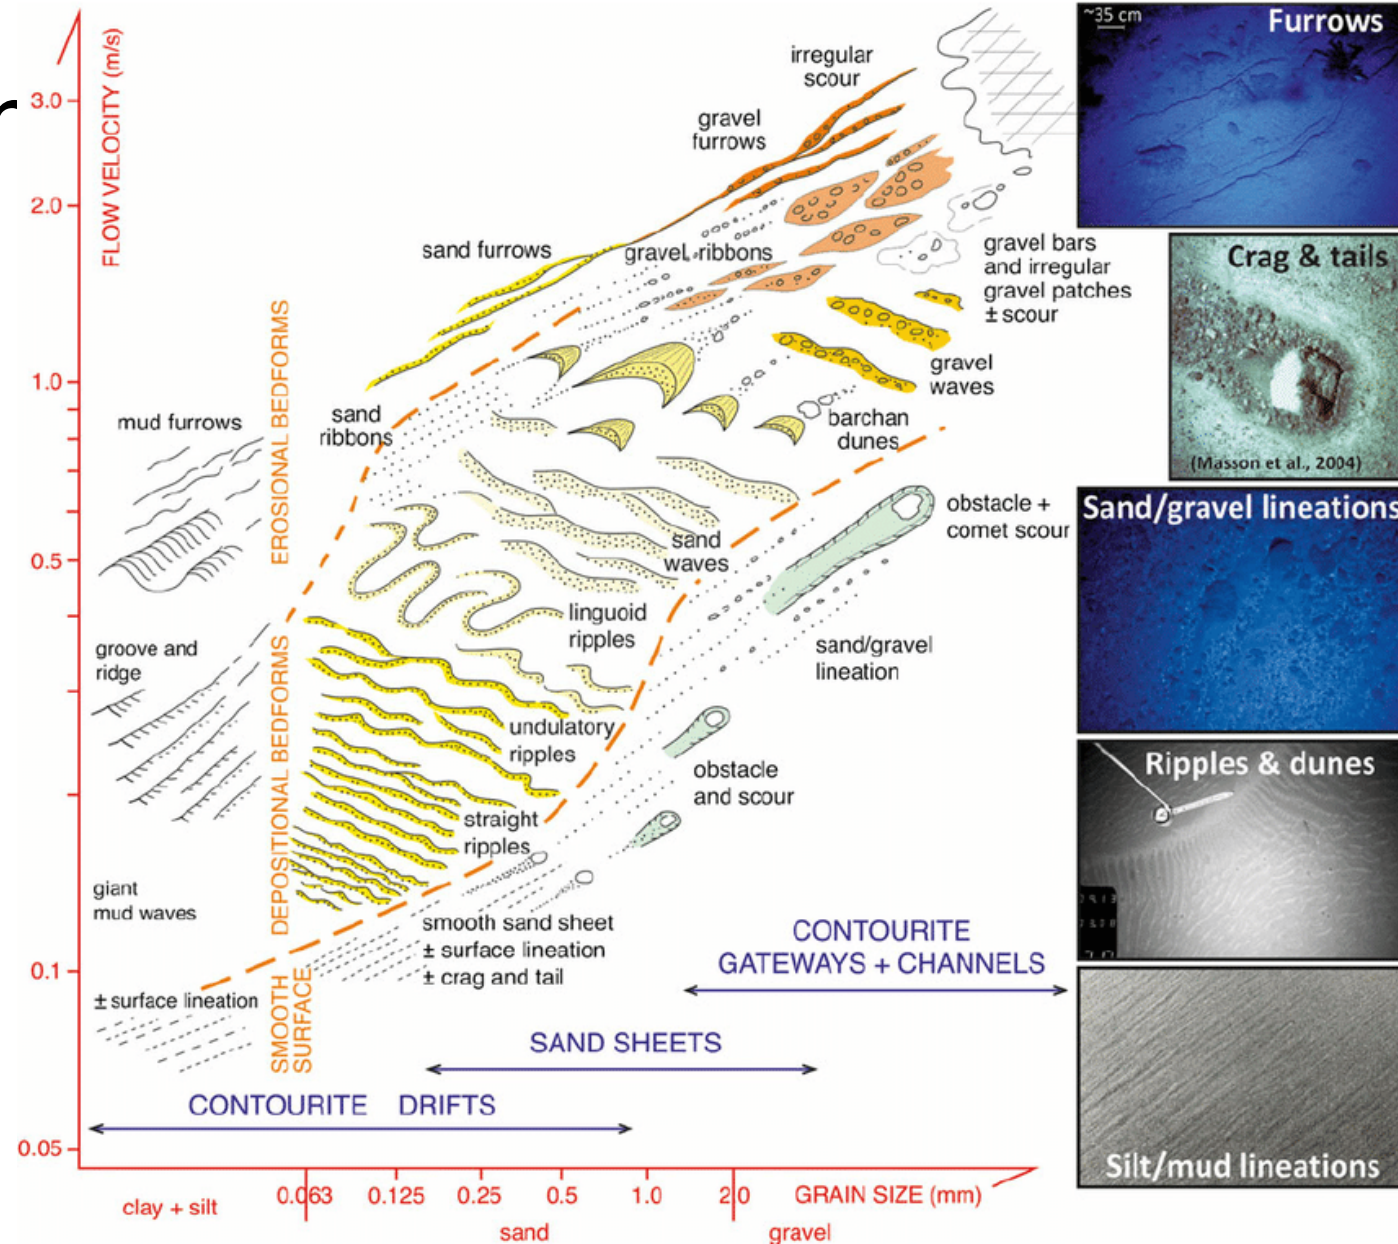 FLOW VELOCITY (m/s)
3.0
2.0
1.0
0.5
0.1
0.05
irregular
scour
gravel
furrows
sand furrows
gravel ribbons
gravel bars
and irregular
gravel patches
± scour
gravel
waves
barchan
dunes
sand
ribbons
mud furrows
EROSIONAL BEDFORMS
obstacle +
comet scour
sand
waves
linguoid
ripples
sand/gravel
lineation
groove and
ridge
DEPOSITIONAL BEDFORMS
undulatory
ripples
obstacle
and scour
straight
ripples
giant
mud waves
smooth sand sheet
± surface lineation
± crag and tail
± surface lineation
SMOOTH
SURFACE
CONTOURITE
GATEWAYS + CHANNELS
SAND SHEETS
CONTOURITE DRIFTS
0.063
0.125
0.25
0.5
1.0
2.0
GRAIN SIZE (mm)
clay + silt
sand
gravel
~35 cm
Furrows
Crag & tails
(Masson et al., 2004)
Sand/gravel lineations
Ripples & dunes
Silt/mud lineations